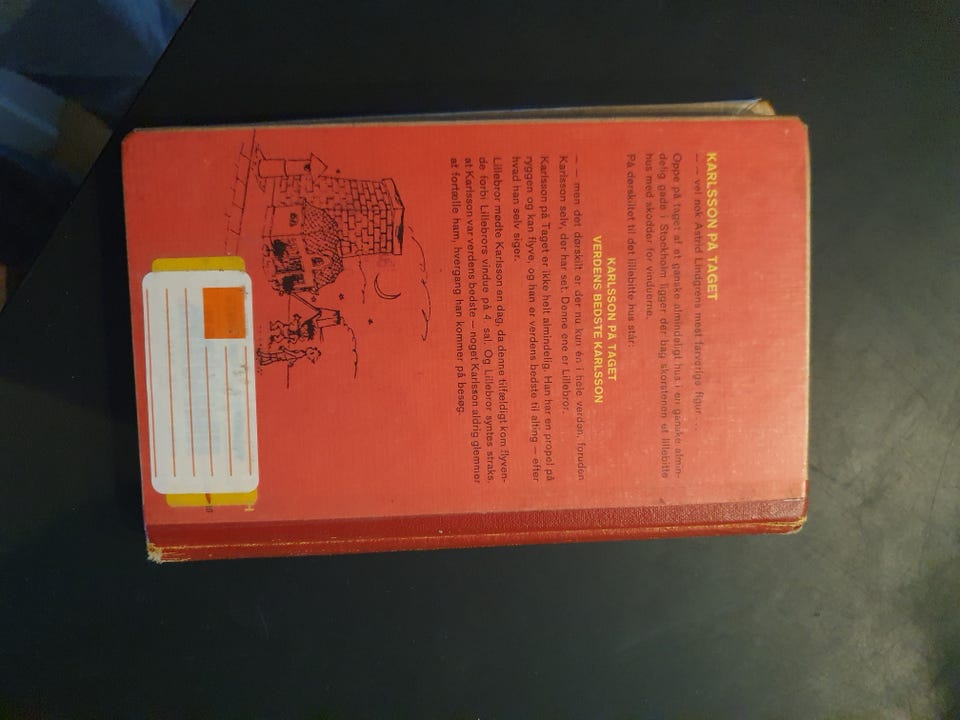 KARLSSON PÅ TAGET
— — vel nok Astrid Lindgrens mest farverige figur ...
Oppe på taget af et ganske almindeligt hus i en ganske almin-
delig gade i Stockholm ligger der bag skorstenen et lillebitte
hus med skodder for vinduerne.
På dørskiltet til det lillebitte hus står:
KARLSSON PÅ TAGET
VERDENS BEDSTE KARLSSON
— — men det dørskilt er der nu kun én i hele verden, foruden
Karlsson selv, der har set. Denne ene er Lillebror.
Karlsson på Taget er ikke helt almindelig. Han har en propel på
ryggen og kan flyve, og han er verdens bedste til alting — efter
hvad han selv siger.
Lillebror mødte Karlsson en dag, da denne tilfældigt kom flyven-
de forbi Lillebrors vindue på 4. sal. Og Lillebror syntes straks,
at Karlsson var verdens bedste — noget Karlsson aldrig glemmer
at fortælle ham, hvergang han kommer på besøg.